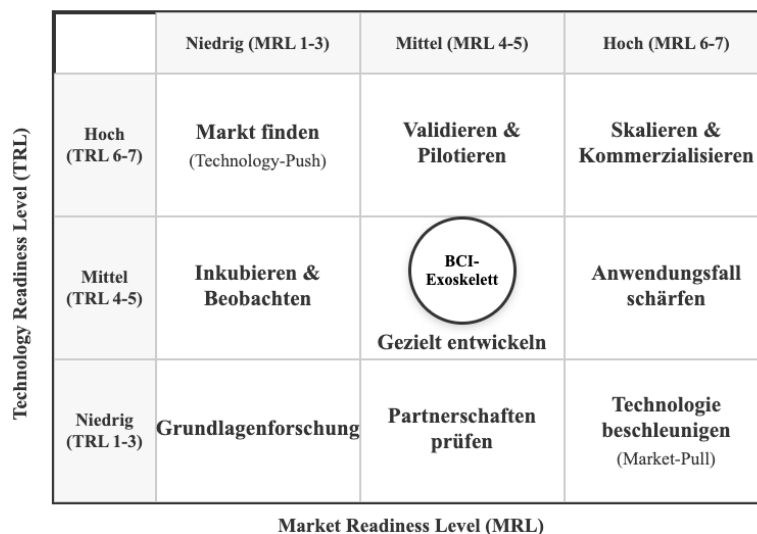 Niedrig (MRL 1-3)
Mittel (MRL 4-5)
Hoch (MRL 6-7)
Technology Readiness Level (TRL)
Hoch
(TRL 6-7)
Markt finden
(Technology-Push)
Validieren &
Pilotieren
Skalieren &
Kommerzialisieren
Mittel
(TRL 4-5)
Inkubieren &
Beobachten
BCI-
Exoskelett
Gezielt entwickeln
Anwendungsfall
schärfen
Niedrig
(TRL 1-3)
Grundlagenforschung
Partnerschaften
prüfen
Technologie
beschleunigen
(Market-Pull)
Market Readiness Level (MRL)